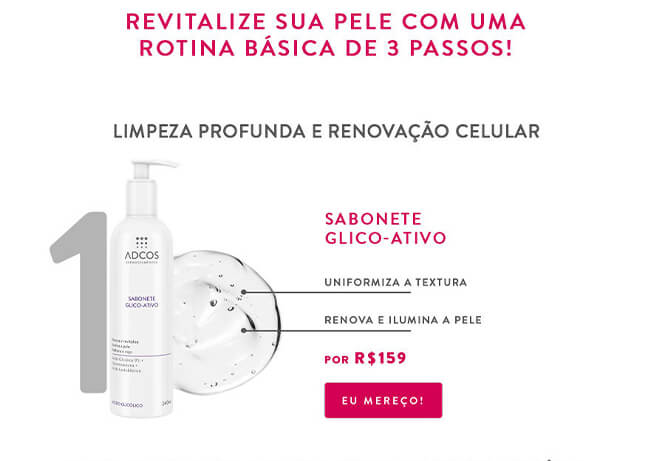 REVITALIZE SUA PELE COM UMA
ROTINA BÁSICA DE 3 PASSOS!
LIMPEZA PROFUNDA E RENOVAÇÃO CELULAR
1
ADCOS
SABONETE
GLICO-ATIVO
SABONETE
GLICO-ATIVO
UNIFORMIZA A TEXTURA
RENOVA E ILUMINA A PELE
POR R$159
EU MEREÇO!